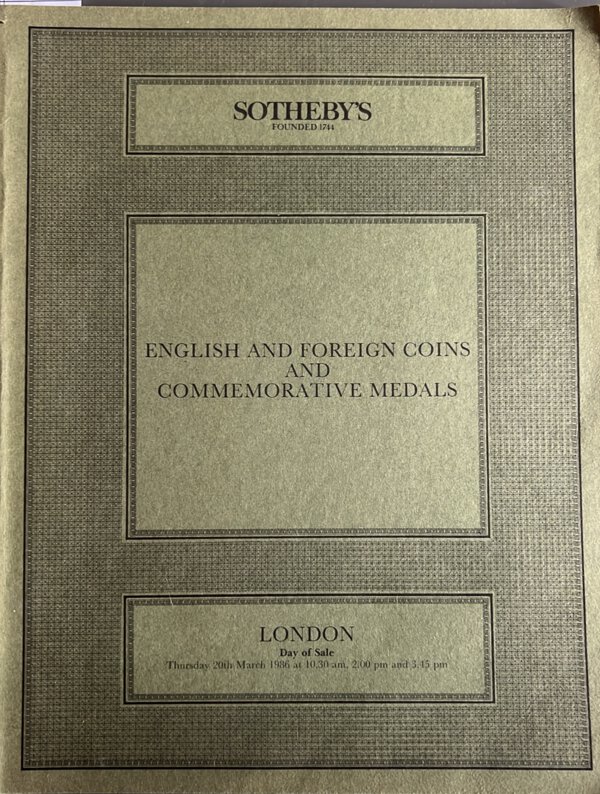 SOTHEBY'S
FOUNDED 1744
ENGLISH AND FOREIGN COINS
AND
COMMEMORATIVE MEDALS
LONDON
Day of Sale
Thursday 20th March 1986 at 10.30 am, 2.00 pm and 3.45 pm